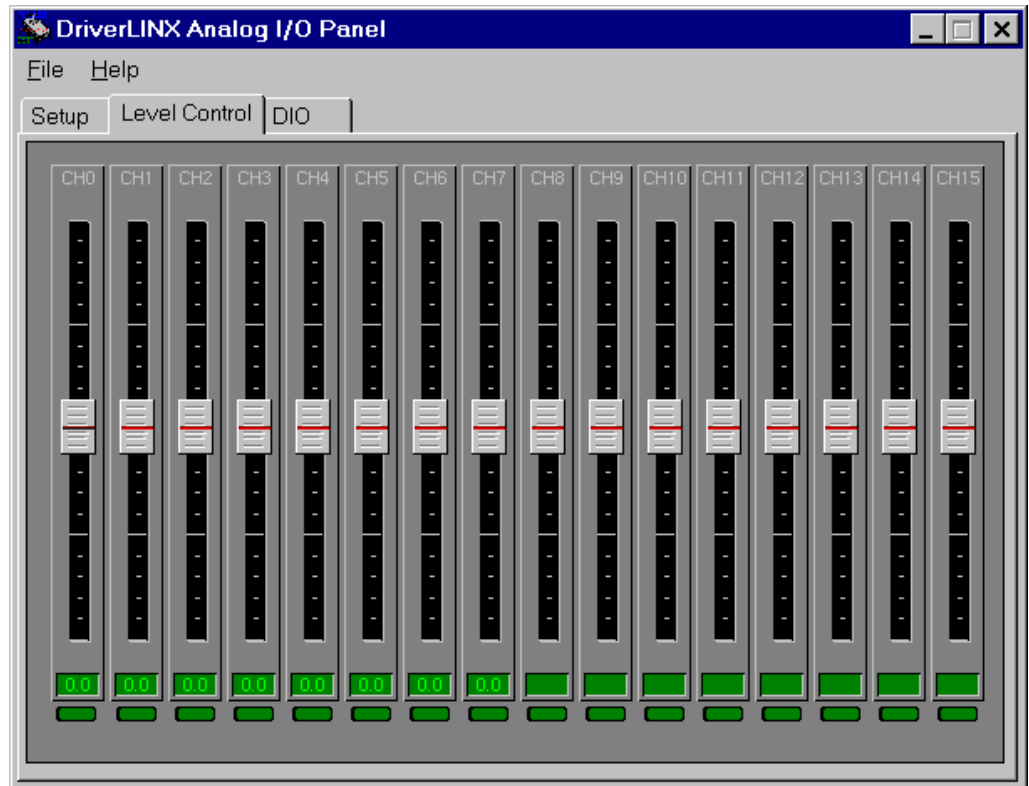 DriverLINX Analog I/O Panel
File Help
Setup Level Control DIO
CH0 CH1 CH2 CH3 CH4 CH5 CH6 CH7 CH8 CH9 CH10 CH11 CH12 CH13 CH14 CH15
0.0 0.0 0.0 0.0 0.0 0.0 0.0 0.0